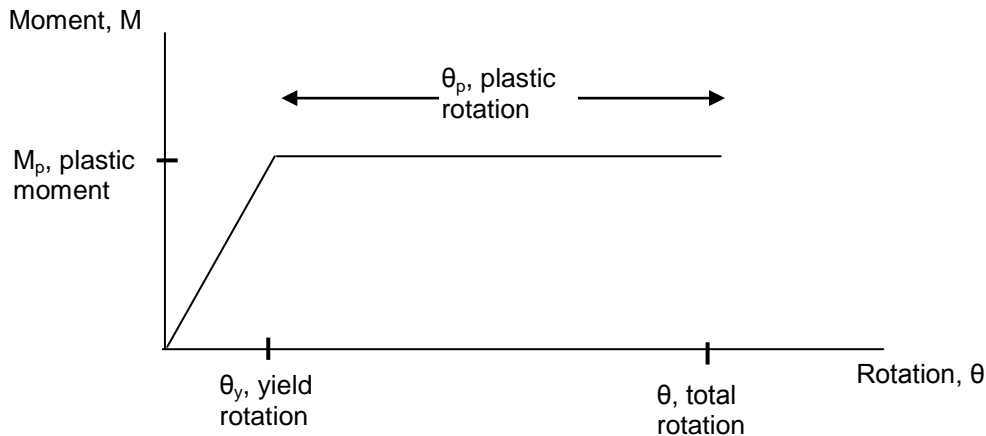 Moment, M
θp, plastic
rotation
Mp, plastic
moment
θy, yield
rotation
θ, total
rotation
Rotation, θ